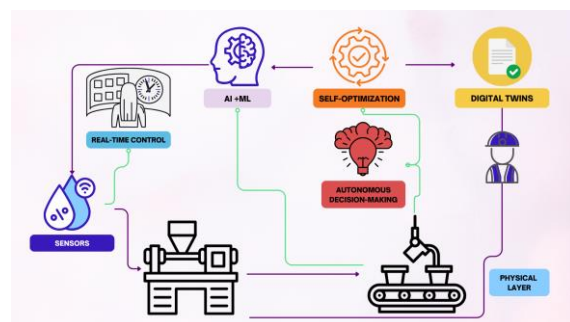 AI +ML
SELF-OPTIMIZATION
DIGITAL TWINS
REAL-TIME CONTROL
AUTONOMOUS
DECISION-MAKING
%
SENSORS
PHYSICAL
LAYER